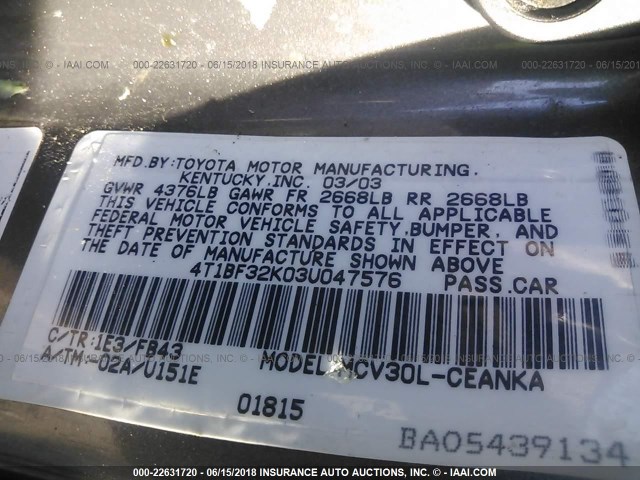 000-22631720 - 06/15/2018 INSURANCE AUTO AUCTIONS - IAAI.COM
MFD.BY:TOYOTA MOTOR MANUFACTURING.
KENTUCKY.INC. 03/03
GVWR 4376LB GAWR FR 2668LB RR 2668LB
THIS VEHICLE CONFORMS TO ALL APPLICABLE
FEDERAL MOTOR VEHICLE SAFETY,BUMPER, AND
THEFT PREVENTION STANDARDS IN EFFECT ON
THE DATE OF MANUFACTURE SHOWN ABOVE
4T1BF32K03U047576 PASS.CAR
C/TR:1E3/FB43
A/TM:-02A/U151E MODEL:MCV30L-CEANKA
01815
BA05439134
000-22631720 - 06/15/2018 INSURANCE AUTO AUCTIONS - IAAI.COM